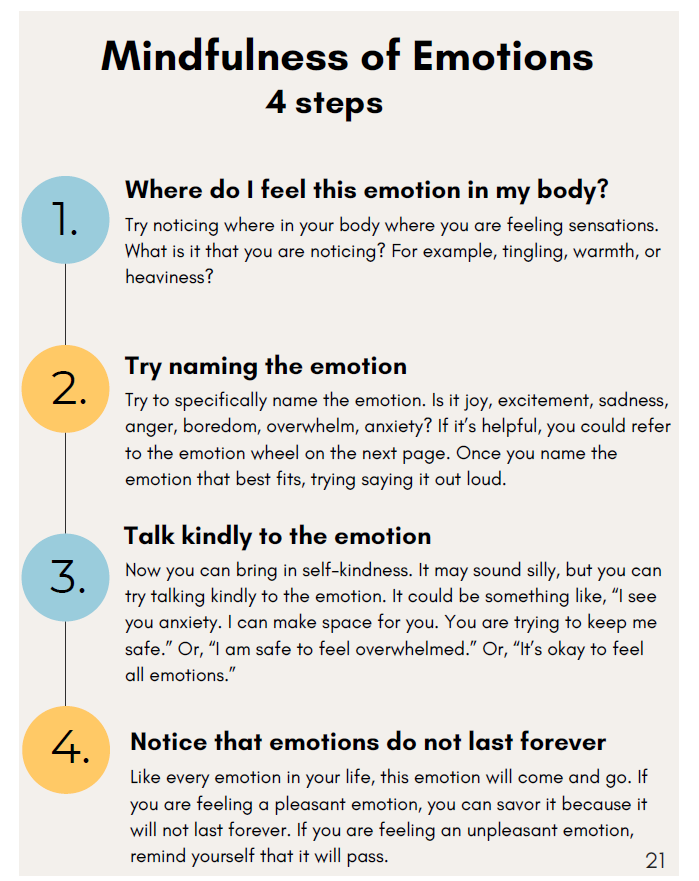 Mindfulness of Emotions
4 steps
1.
Where do I feel this emotion in my body?
Try noticing where in your body where you are feeling sensations.
What is it that you are noticing? For example, tingling, warmth, or
heaviness?
2.
Try naming the emotion
Try to specifically name the emotion. Is it joy, excitement, sadness,
anger, boredom, overwhelm, anxiety? If it’s helpful, you could refer
to the emotion wheel on the next page. Once you name the
emotion that best fits, trying saying it out loud.
3.
Talk kindly to the emotion
Now you can bring in self-kindness. It may sound silly, but you can
try talking kindly to the emotion. It could be something like, “I see
you anxiety. I can make space for you. You are trying to keep me
safe.” Or, “I am safe to feel overwhelmed.” Or, “It’s okay to feel
all emotions.”
4.
Notice that emotions do not last forever
Like every emotion in your life, this emotion will come and go. If
you are feeling a pleasant emotion, you can savor it because it
will not last forever. If you are feeling an unpleasant emotion,
remind yourself that it will pass.
21